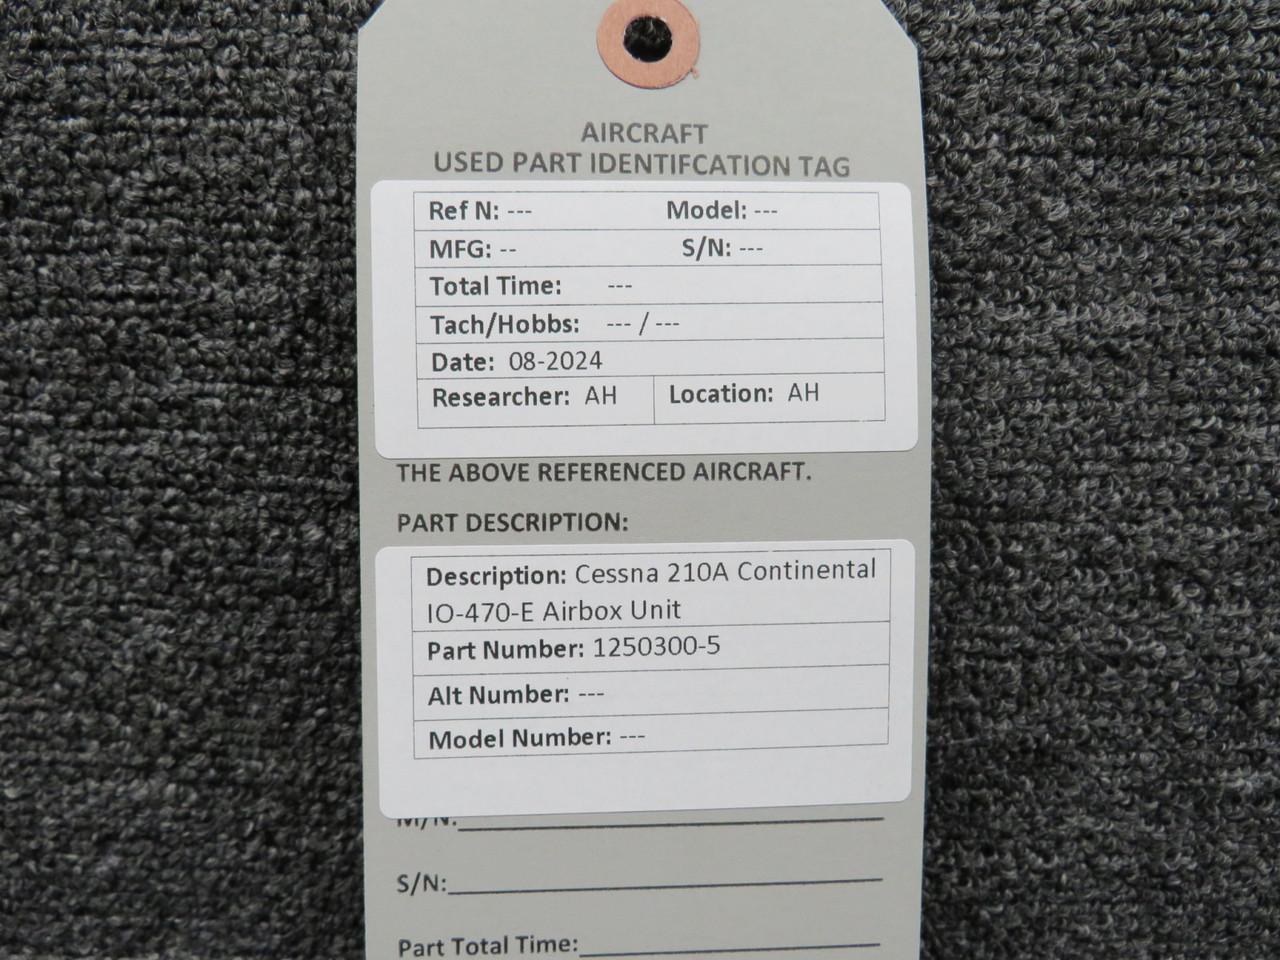 AIRCRAFT
USED PART IDENTIFCATION TAG
Ref N: --- Model: ---
MFG: -- S/N: ---
Total Time: ---
Tach/Hobbs: --- / ---
Date: 08-2024
Researcher: AH Location: AH
THE ABOVE REFERENCED AIRCRAFT.
PART DESCRIPTION:
Description: Cessna 210A Continental
IO-470-E Airbox Unit
Part Number: 1250300-5
Alt Number: ---
Model Number: ---
M/N:
S/N:
Part Total Time: